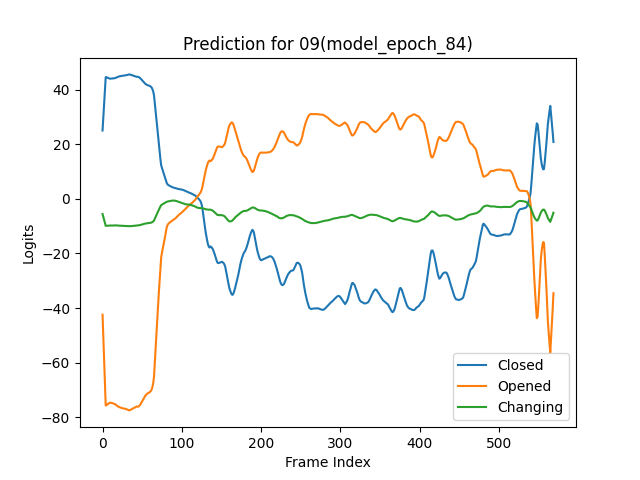 Prediction for 09(model_epoch_84)
Logits
40
20
0
−20
−40
−60
−80
0 100 200 300 400 500
Frame Index
Closed
Opened
Changing